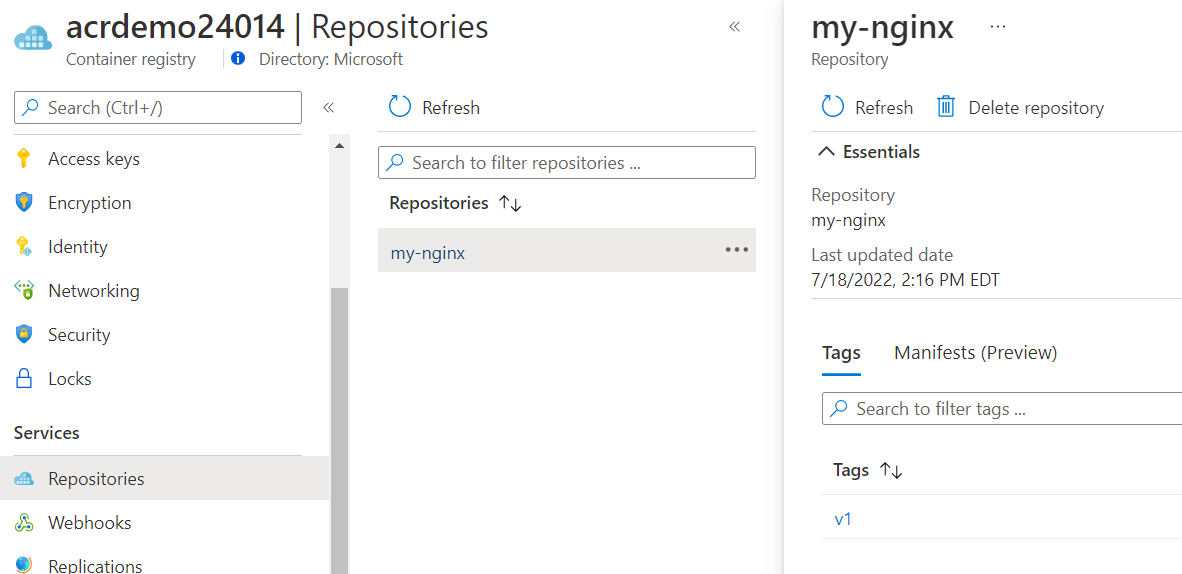 acrdemo24014 | Repositories
Container registry
Directory: Microsoft
Search (Ctrl+/)
Access keys
Encryption
Identity
Networking
Security
Locks
Services
Repositories
Webhooks
Replications
Refresh
Search to filter repositories ...
Repositories
my-nginx
my-nginx
Repository
Refresh
Delete repository
Essentials
Repository
my-nginx
Last updated date
7/18/2022, 2:16 PM EDT
Tags
Manifests (Preview)
Search to filter tags ...
Tags
v1